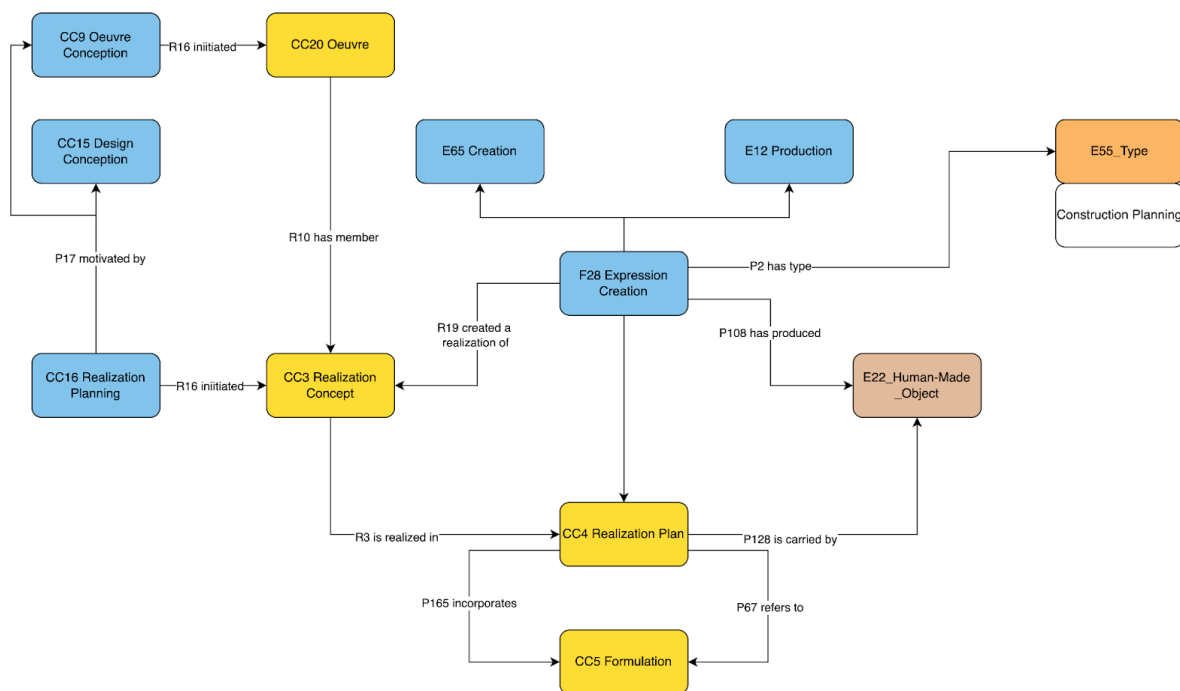 CC9 Oeuvre
Conception
R16 iniitiated
CC20 Oeuvre
CC15 Design
Conception
E65 Creation
E12 Production
E55_Type
Construction Planning
R10 has member
P17 motivated by
F28 Expression
Creation
P2 has type
R19 created a
realization of
P108 has produced
CC16 Realization
Planning
R16 iniitiated
CC3 Realization
Concept
E22_Human-Made
_Object
R3 is realized in
CC4 Realization Plan
P128 is carried by
P165 incorporates
P67 refers to
CC5 Formulation